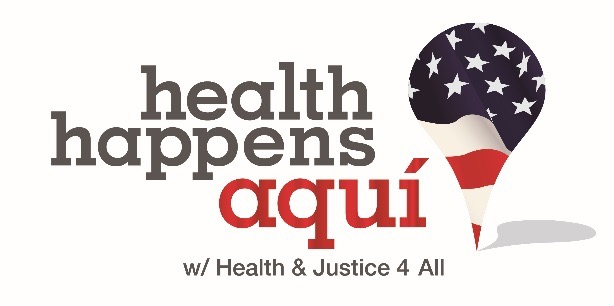 health
happens
aquí
w/ Health & Justice 4 All